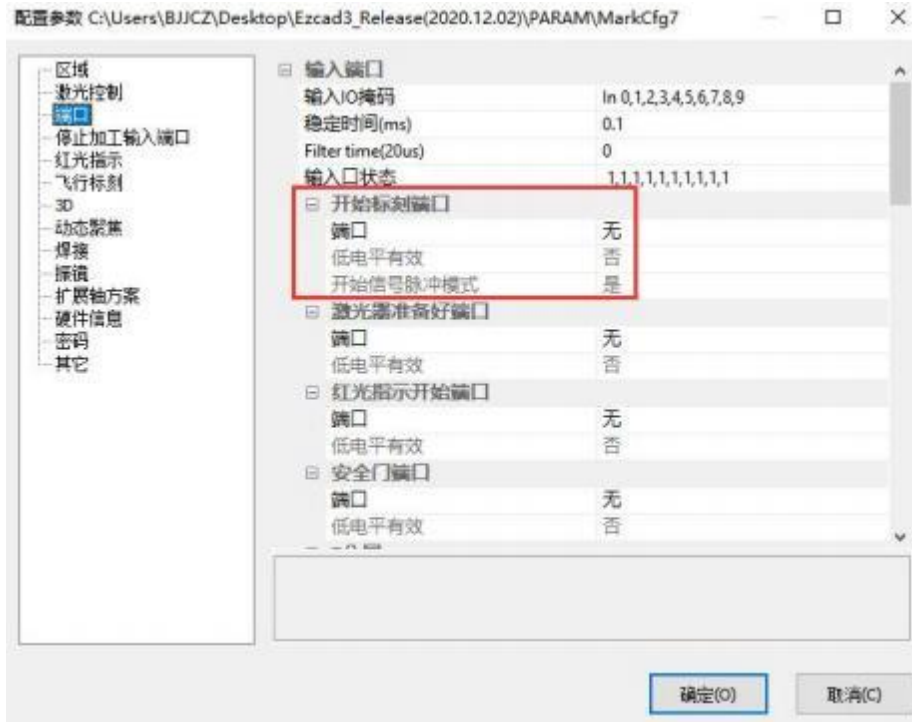 配置参数 C:\Users\BJJCZ\Desktop\Ezcad3_Release(2020.12.02)\PARAM\MarkCfg7
区域
激光控制
端口
停止加工输入端口
红光指示
飞行标刻
3D
动态聚焦
焊接
振镜
扩展轴方案
硬件信息
密码
其它
输入端口
输入IO掩码 In 0,1,2,3,4,5,6,7,8,9
稳定时间(ms) 0.1
Filter time(20us) 0
输入口状态 1,1,1,1,1,1,1,1,1,1
开始标刻端口
端口 无
低电平有效 否
开始信号脉冲模式 是
激光器准备好端口
端口 无
低电平有效 否
红光指示开始端口
端口 无
低电平有效 否
安全门端口
端口 无
低电平有效 否
确定(O) 取消(C)